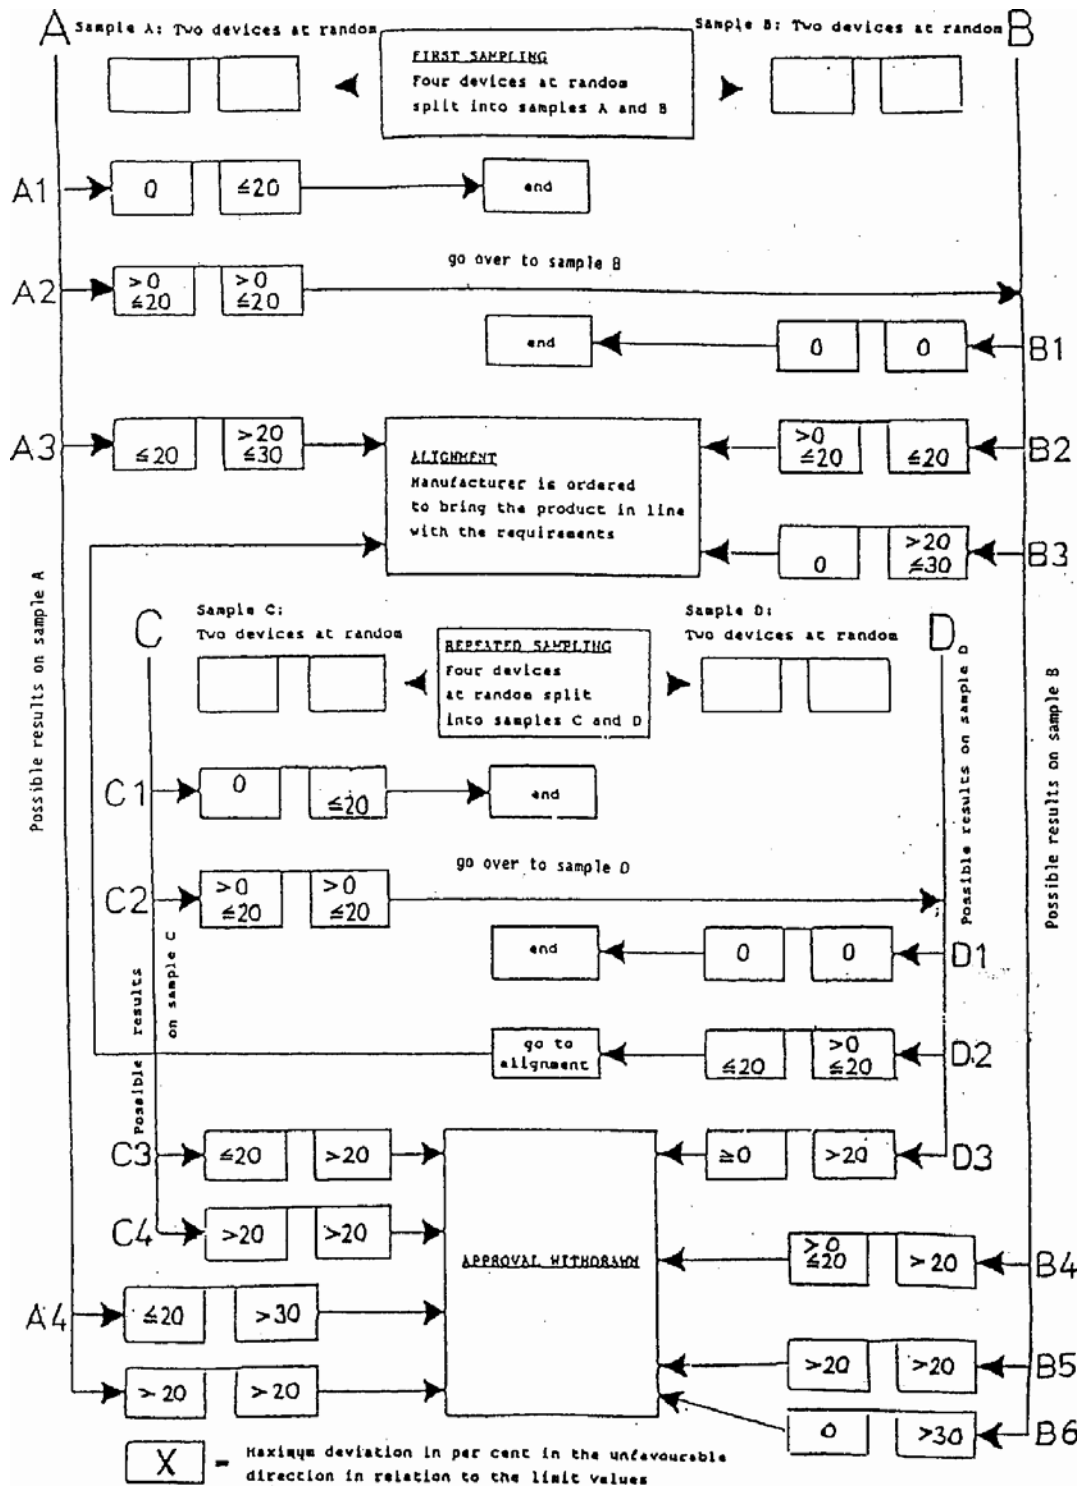 A
Sample A: Two devices at random
Sample B: Two devices at random
B
FIRST SAMPLING
Four devices at random
split into samples A and B
A1
0
≦20
end
A2
>0
≦20
>0
≦20
go over to sample B
end
0
0
B1
A3
≦20
>20
≦30
ALIGNMENT
Manufacturer is ordered
to bring the product in line
with the requirements
>0
≦20
≦20
B2
0
>20
≦30
B3
Possible results on sample A
C
Sample C:
Two devices at random
Sample D:
Two devices at random
D
REPEATED SAMPLING
Four devices
at random split
into samples C and D
Possible results on sample D
Possible results on sample B
C1
0
≦20
end
C2
>0
≦20
>0
≦20
go over to sample D
Possible results
on sample C
end
0
0
D1
go to
alignment
≦20
>0
≦20
D2
C3
≦20
>20
≧0
>20
D3
C4
>20
>20
APPROVAL WITHDRAWN
>0
≦20
>20
B4
A4
≦20
>30
>20
>20
>20
>20
B5
0
>30
B6
X
= Maximum deviation in per cent in the unfavourable
direction in relation to the limit values